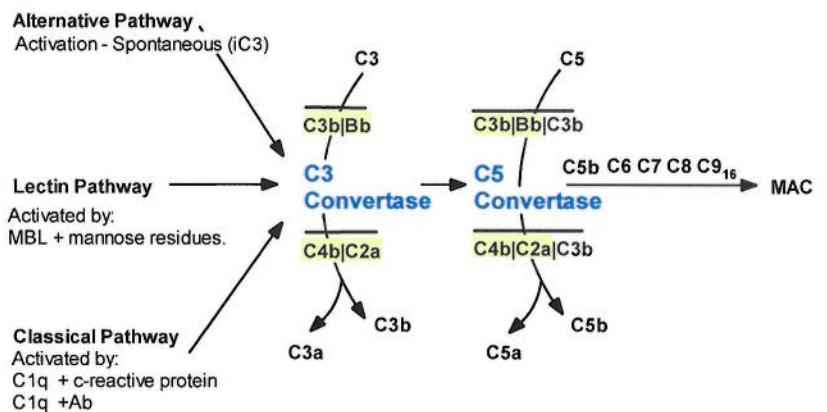 Alternative Pathway
Activation - Spontaneous (iC3)
C3
C5
C3b|Bb
C3b|Bb|C3b
C3
Convertase
C5
Convertase
C5b C6 C7 C8 C9₁₆
MAC
Lectin Pathway
Activated by:
MBL + mannose residues.
C4b|C2a
C4b|C2a|C3b
C3a
C3b
C5a
C5b
Classical Pathway
Activated by:
C1q + c-reactive protein
C1q +Ab